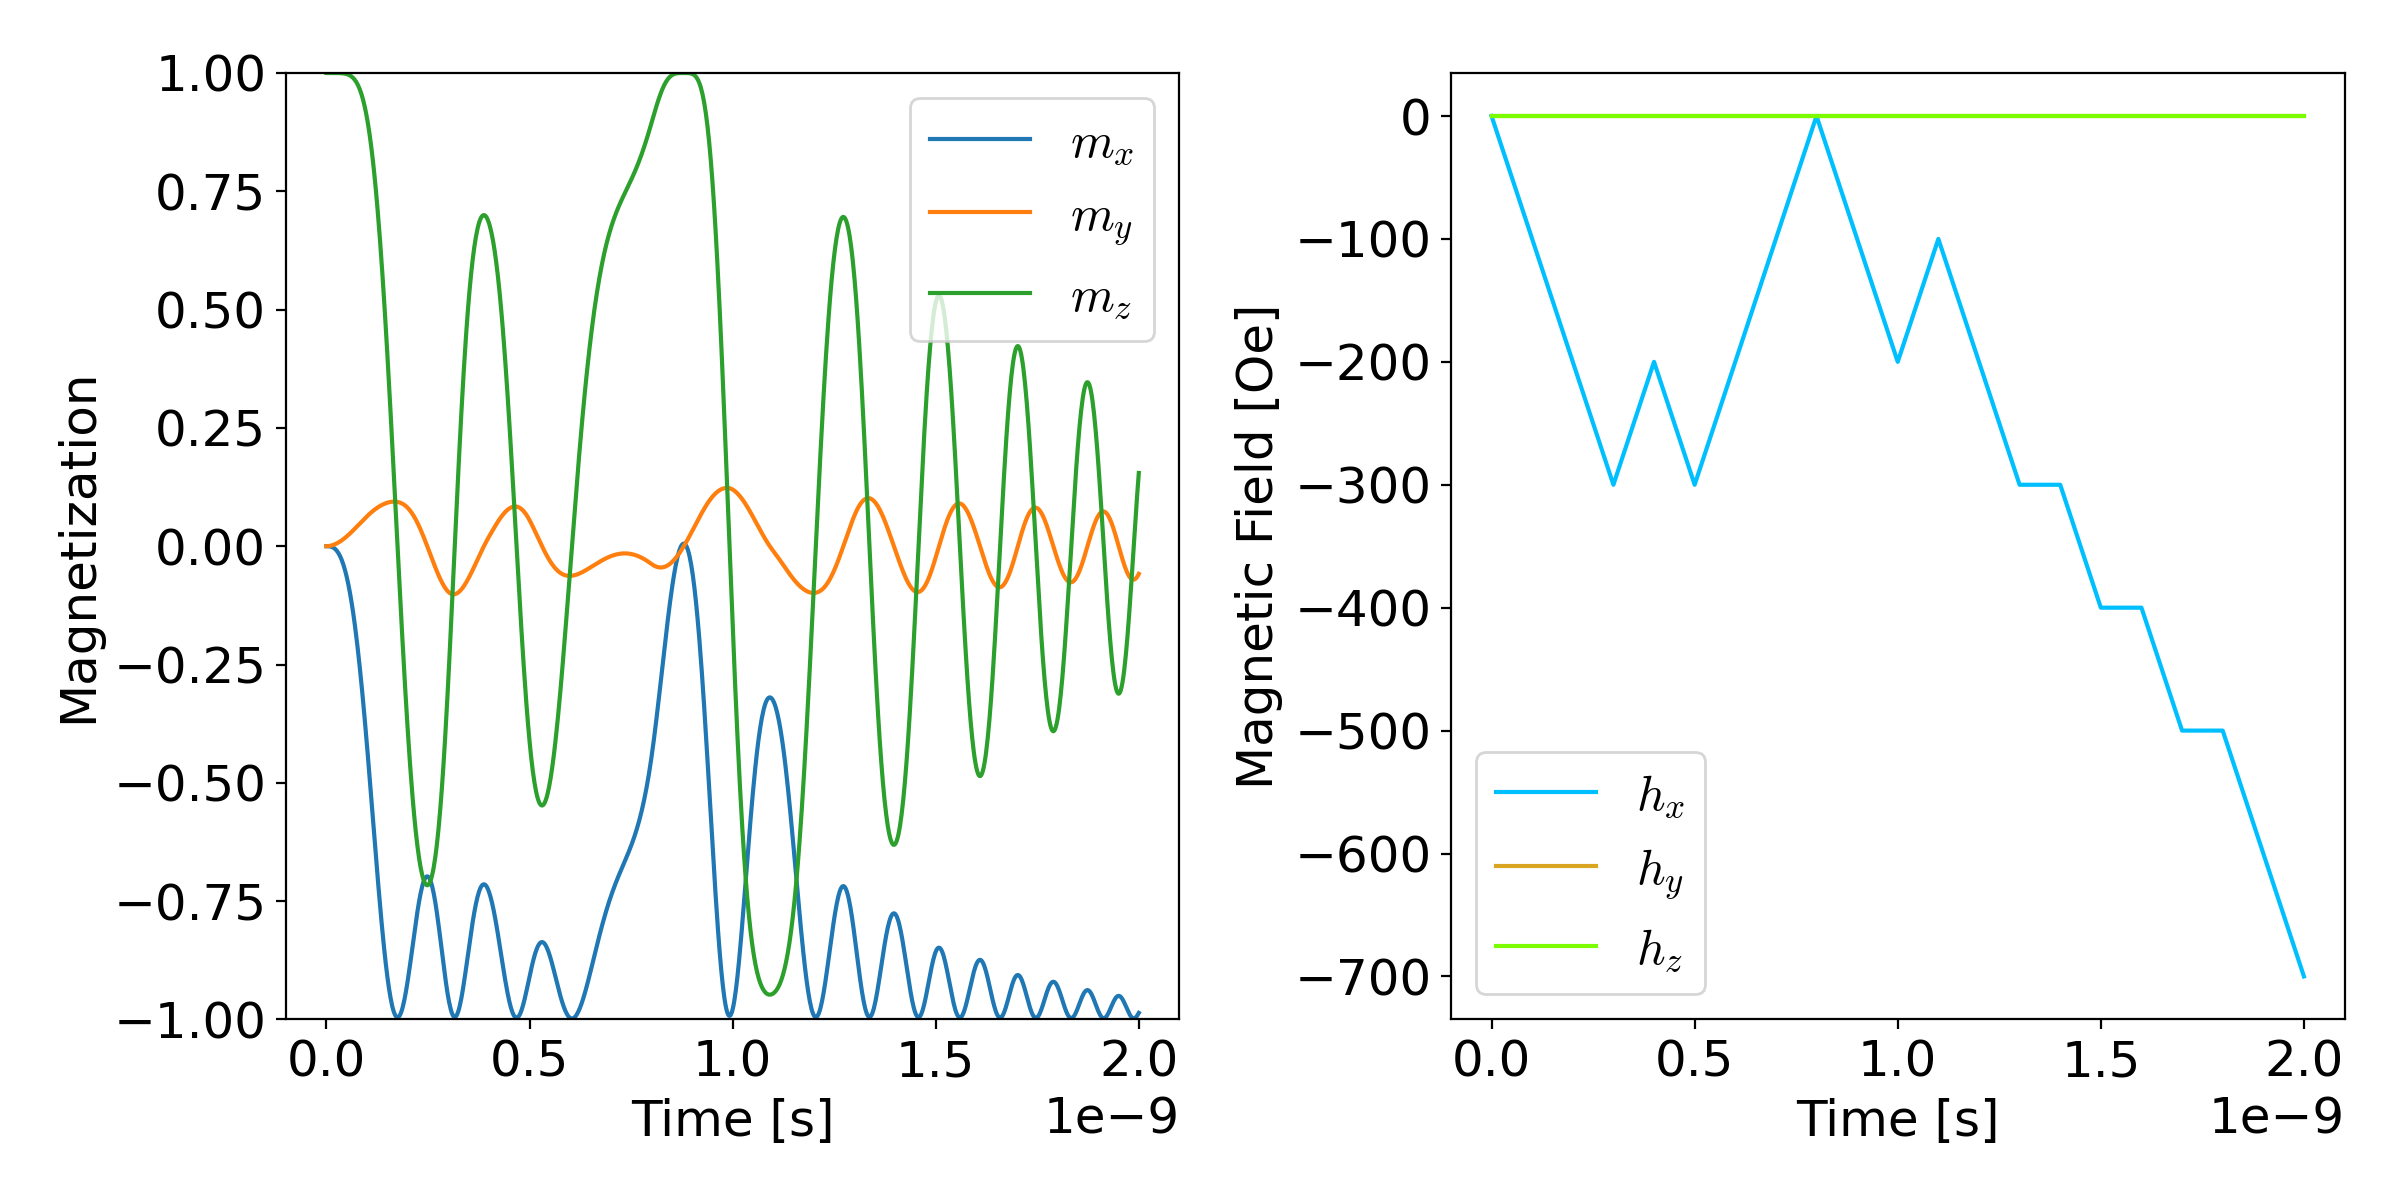 Magnetization
1.00
0.75
0.50
0.25
0.00
−0.25
−0.50
−0.75
−1.00
m_x
m_y
m_z
0.0 0.5 1.0 1.5 2.0
Time [s]
1e−9
Magnetic Field [Oe]
0
−100
−200
−300
−400
−500
−600
−700
h_x
h_y
h_z
0.0 0.5 1.0 1.5 2.0
Time [s]
1e−9